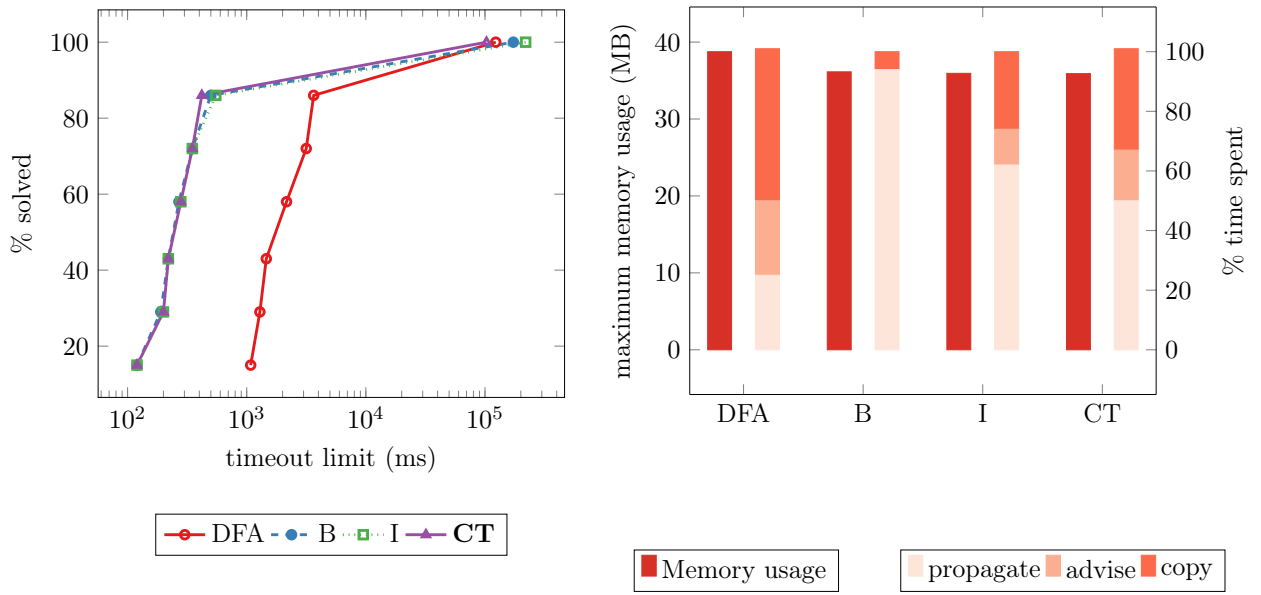 % solved
100
80
60
40
20
10^2
10^3
10^4
10^5
timeout limit (ms)
DFA B I CT
maximum memory usage (MB)
40
30
20
10
0
100
80
60
40
20
0
% time spent
DFA B I CT
Memory usage
propagate advise copy